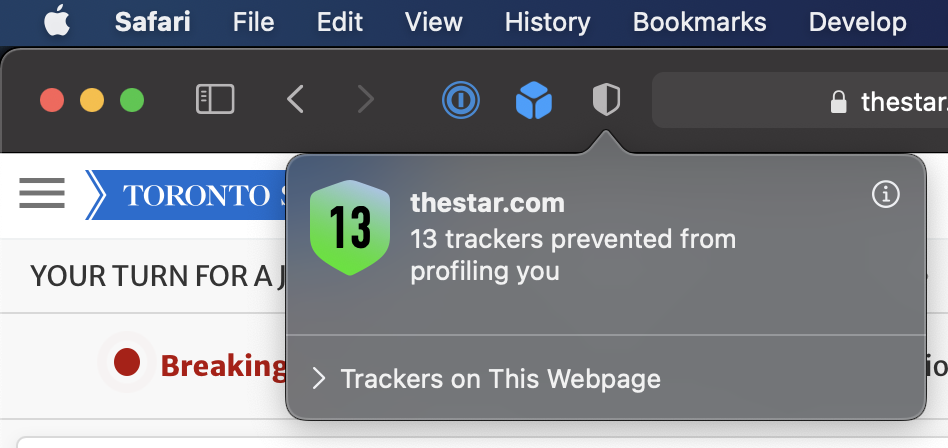 Safari File Edit View History Bookmarks Develop
thestar.
TORONTO
13
thestar.com
13 trackers prevented from
profiling you
YOUR TURN FOR A
Breaking
Trackers on This Webpage